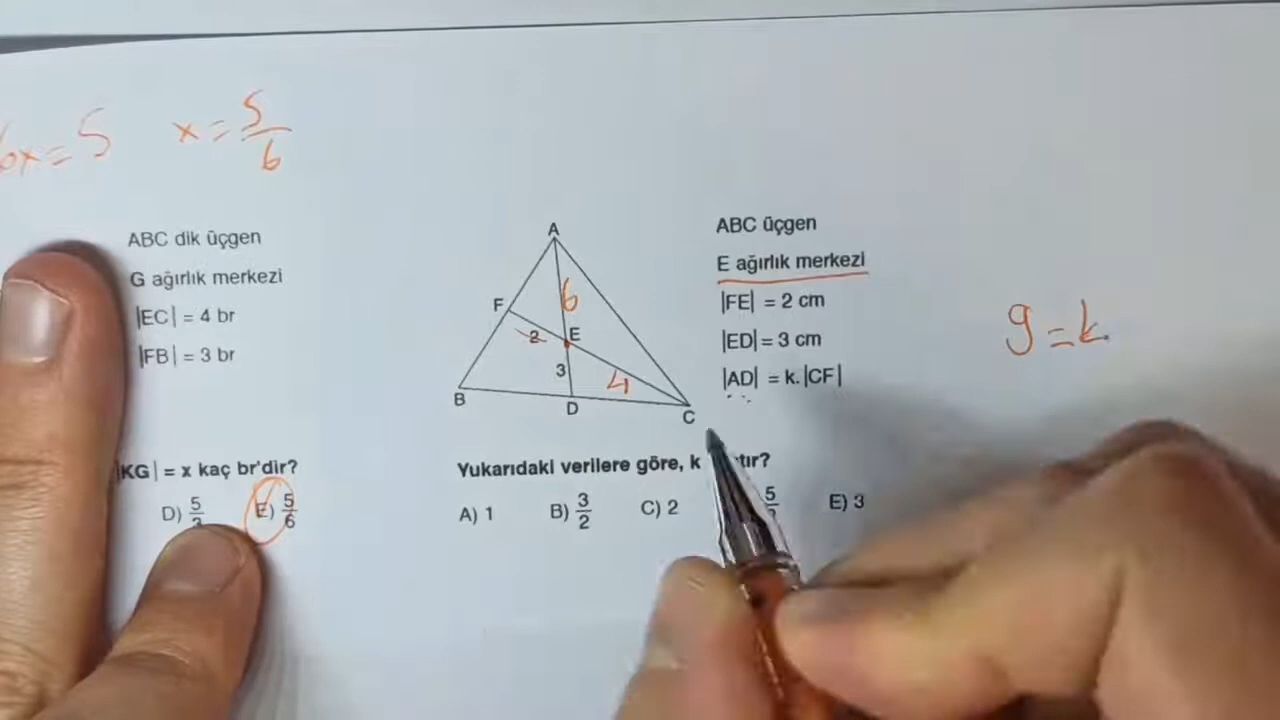 6x = 5 x = 5/6
ABC dik üçgen
G ağırlık merkezi
|EC| = 4 br
|FB| = 3 br
|KG| = x kaç br'dir?
D) 5/3
E) 5/6
A
F
6
2
E
3
4
B
D
C
ABC üçgen
E ağırlık merkezi
|FE| = 2 cm
|ED| = 3 cm
|AD| = k.|CF|
9 = k.
Yukarıdaki verilere göre, k
A) 1 B) 3/2 C) 2 E) 3